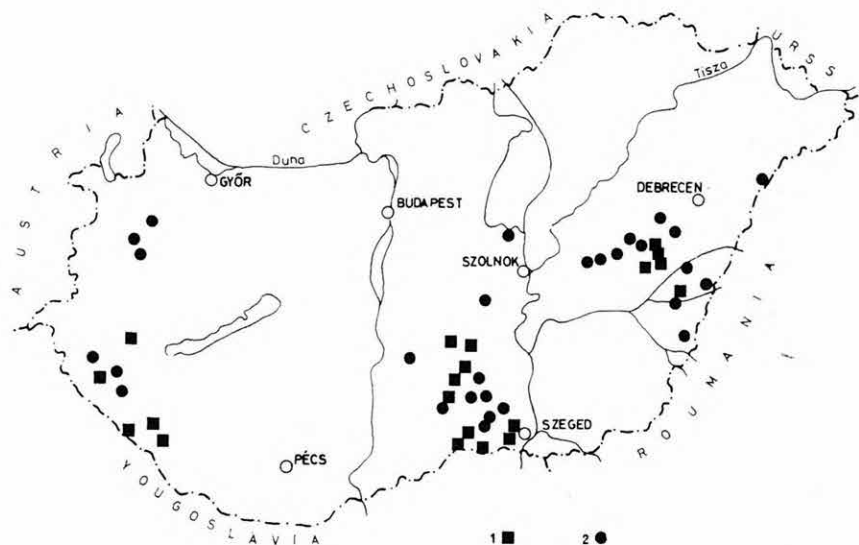 CZECHOSLOVAKIA
URSS
Tisza
AUSTRIA
Duna
GYŐR
DEBRECEN
BUDAPEST
SZOLNOK
ROUMANIA
SZEGED
PÉCS
YOUGOSLAVIA
1 2